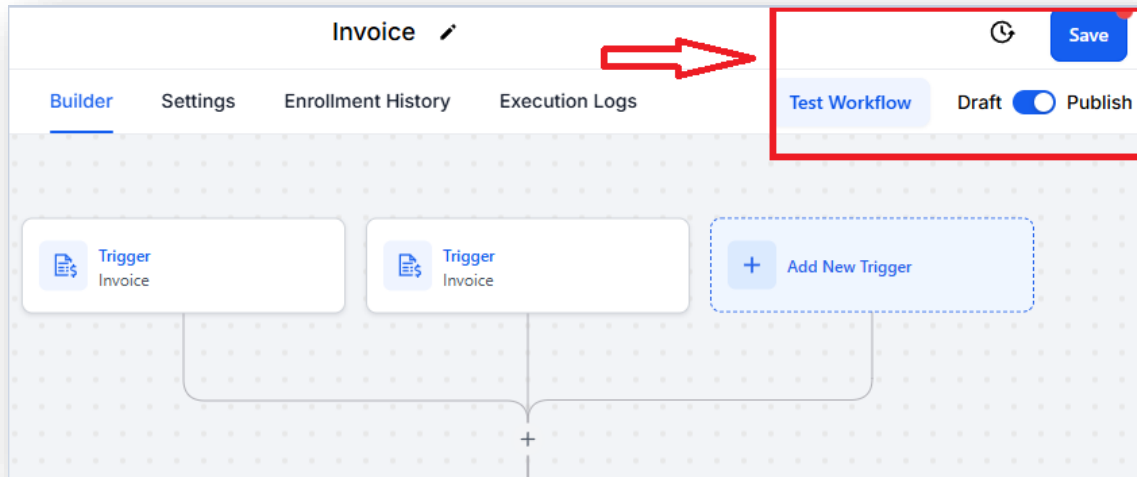 Invoice
Save
Builder Settings Enrollment History Execution Logs Test Workflow Draft Publish
Trigger
Invoice
Trigger
Invoice
Add New Trigger